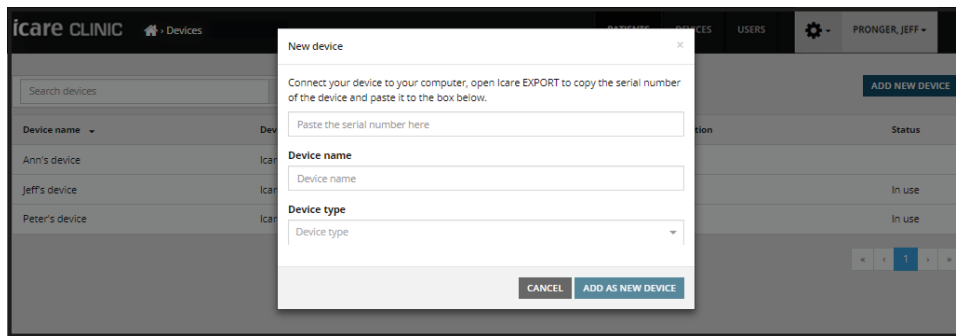 icare CLINIC
› Devices
PATIENTS
DEVICES
USERS
PRONGER, JEFF
New device
×
Connect your device to your computer, open Icare EXPORT to copy the serial number
of the device and paste it to the box below.
Paste the serial number here
Device name
Device name
Device type
Device type
CANCEL
ADD AS NEW DEVICE
Search devices
ADD NEW DEVICE
Device name
Dev
tion
Status
Ann's device
Icar
Jeff's device
Icar
In use
Peter's device
Icar
In use
« ‹ 1 › »